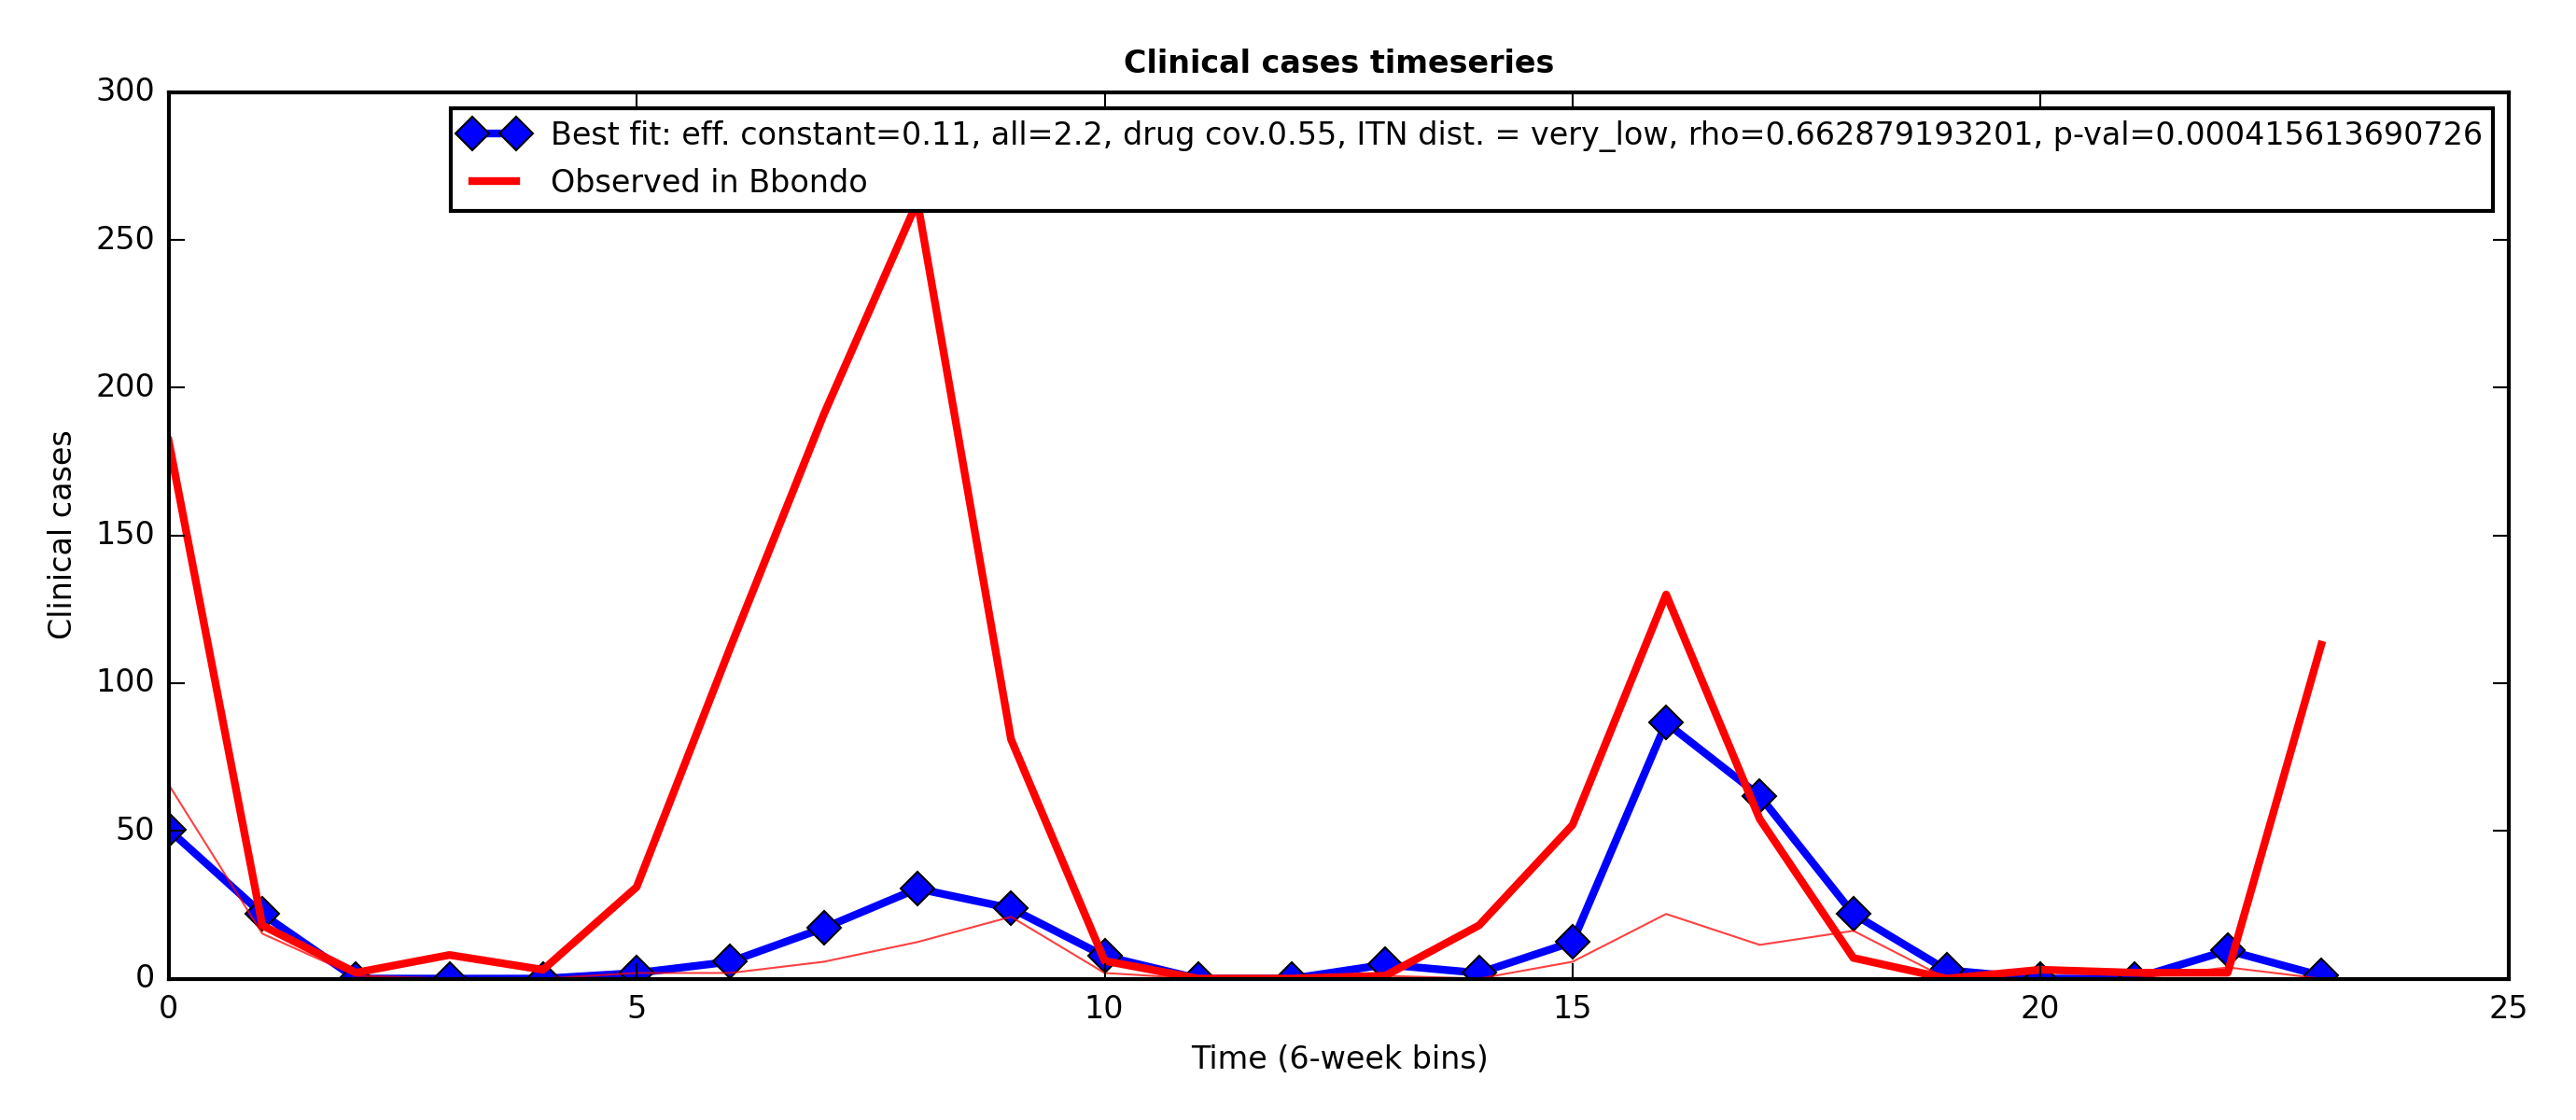 Clinical cases timeseries
Best fit: eff. constant=0.11, all=2.2, drug cov.0.55, ITN dist. = very_low, rho=0.662879193201, p-val=0.000415613690726
Observed in Bbondo
300
250
200
150
100
50
0
Clinical cases
0 5 10 15 20 25
Time (6-week bins)